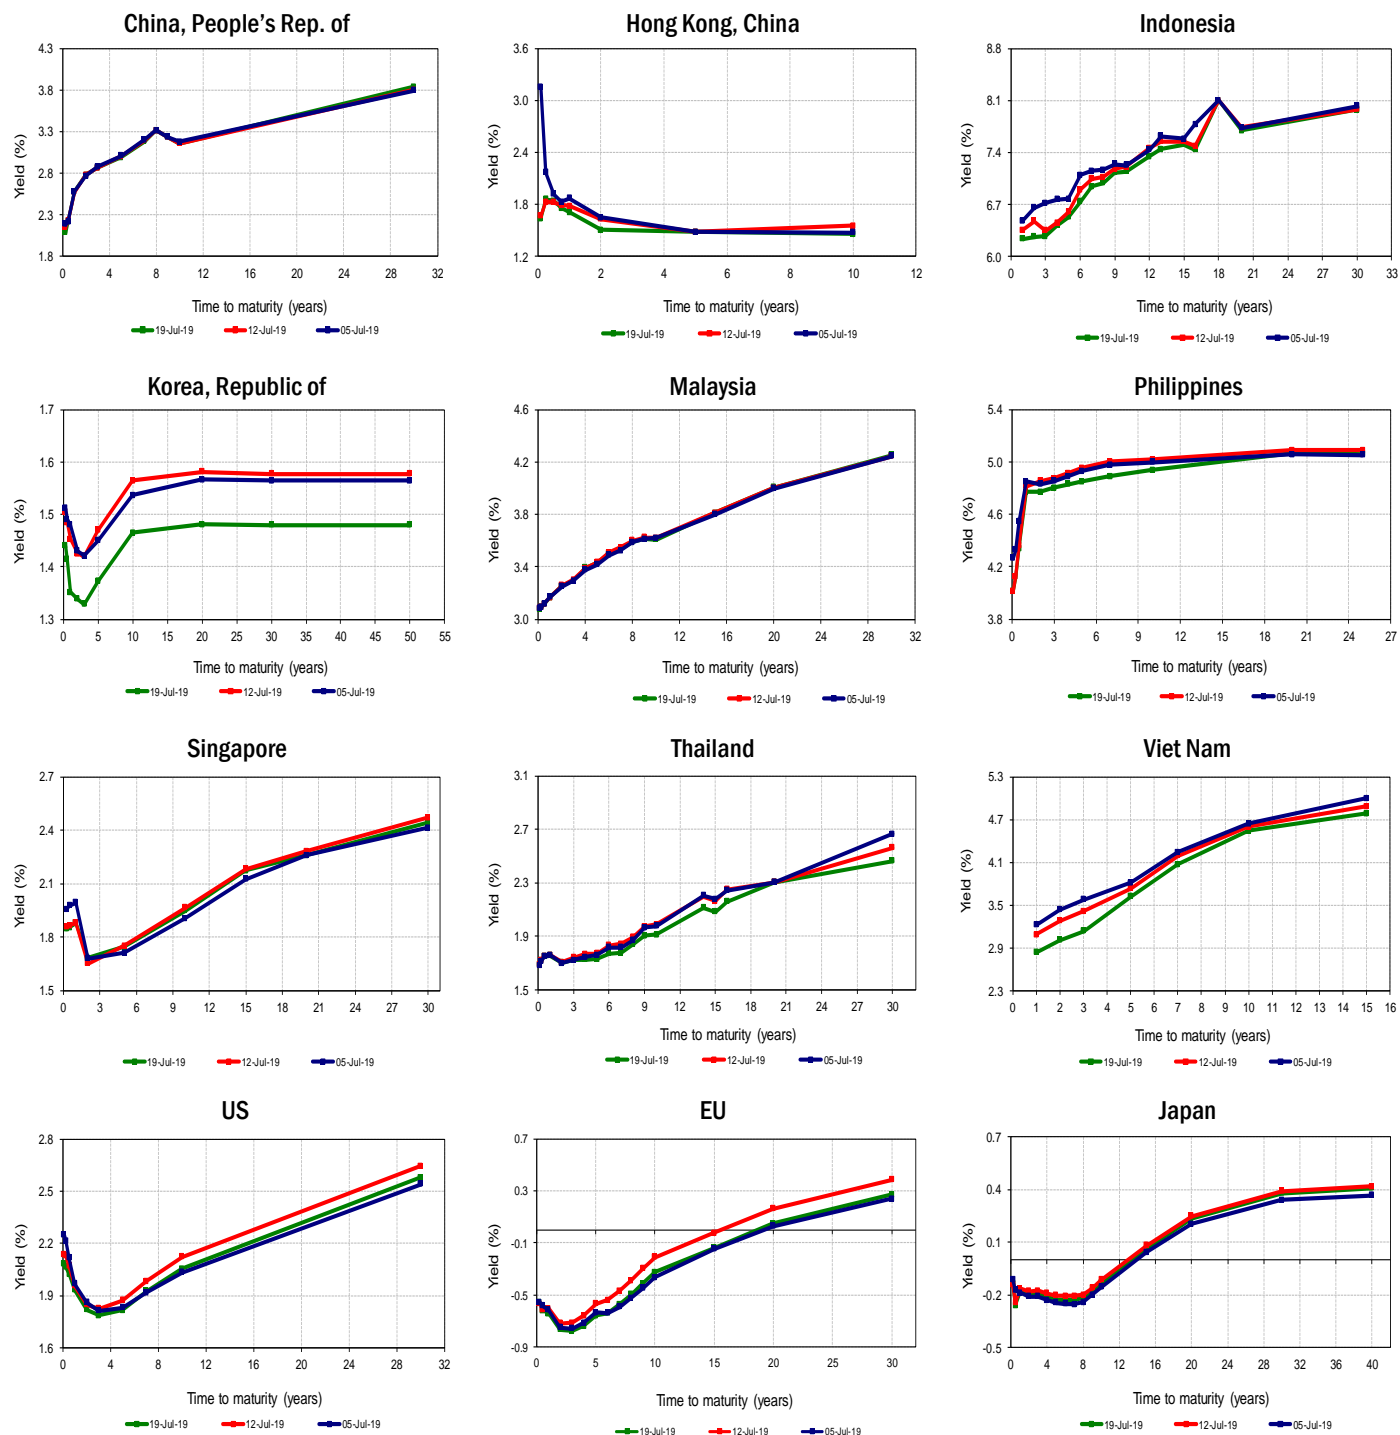 China, People's Rep. of
Yield (%)
4.3
3.8
3.3
2.8
2.3
1.8
0 4 8 12 16 20 24 28 32
Time to maturity (years)
19-Jul-19 12-Jul-19 05-Jul-19
Hong Kong, China
Yield (%)
3.6
3.0
2.4
1.8
1.2
0 2 4 6 8 10 12
Time to maturity (years)
19-Jul-19 12-Jul-19 05-Jul-19
Indonesia
Yield (%)
8.8
8.1
7.4
6.7
6.0
0 3 6 9 12 15 18 21 24 27 30 33
Time to maturity (years)
19-Jul-19 12-Jul-19 05-Jul-19
Korea, Republic of
Yield (%)
1.7
1.6
1.5
1.4
1.3
0 5 10 15 20 25 30 35 40 45 50 55
Time to maturity (years)
19-Jul-19 12-Jul-19 05-Jul-19
Malaysia
Yield (%)
4.6
4.2
3.8
3.4
3.0
0 4 8 12 16 20 24 28 32
Time to maturity (years)
19-Jul-19 12-Jul-19 05-Jul-19
Philippines
Yield (%)
5.4
5.0
4.6
4.2
3.8
0 3 6 9 12 15 18 21 24 27
Time to maturity (years)
19-Jul-19 12-Jul-19 05-Jul-19
Singapore
Yield (%)
2.7
2.4
2.1
1.8
1.5
0 3 6 9 12 15 18 21 24 27 30
Time to maturity (years)
19-Jul-19 12-Jul-19 05-Jul-19
Thailand
Yield (%)
3.1
2.7
2.3
1.9
1.5
0 3 6 9 12 15 18 21 24 27 30
Time to maturity (years)
19-Jul-19 12-Jul-19 05-Jul-19
Viet Nam
Yield (%)
5.3
4.7
4.1
3.5
2.9
2.3
0 1 2 3 4 5 6 7 8 9 10 11 12 13 14 15 16
Time to maturity (years)
19-Jul-19 12-Jul-19 05-Jul-19
US
Yield (%)
2.8
2.5
2.2
1.9
1.6
0 4 8 12 16 20 24 28 32
Time to maturity (years)
19-Jul-19 12-Jul-19 05-Jul-19
EU
Yield (%)
0.7
0.3
-0.1
-0.5
-0.9
0 5 10 15 20 25 30
Time to maturity (years)
19-Jul-19 12-Jul-19 05-Jul-19
Japan
Yield (%)
0.7
0.4
0.1
-0.2
-0.5
0 4 8 12 16 20 24 28 32 36 40
Time to maturity (years)
19-Jul-19 12-Jul-19 05-Jul-19